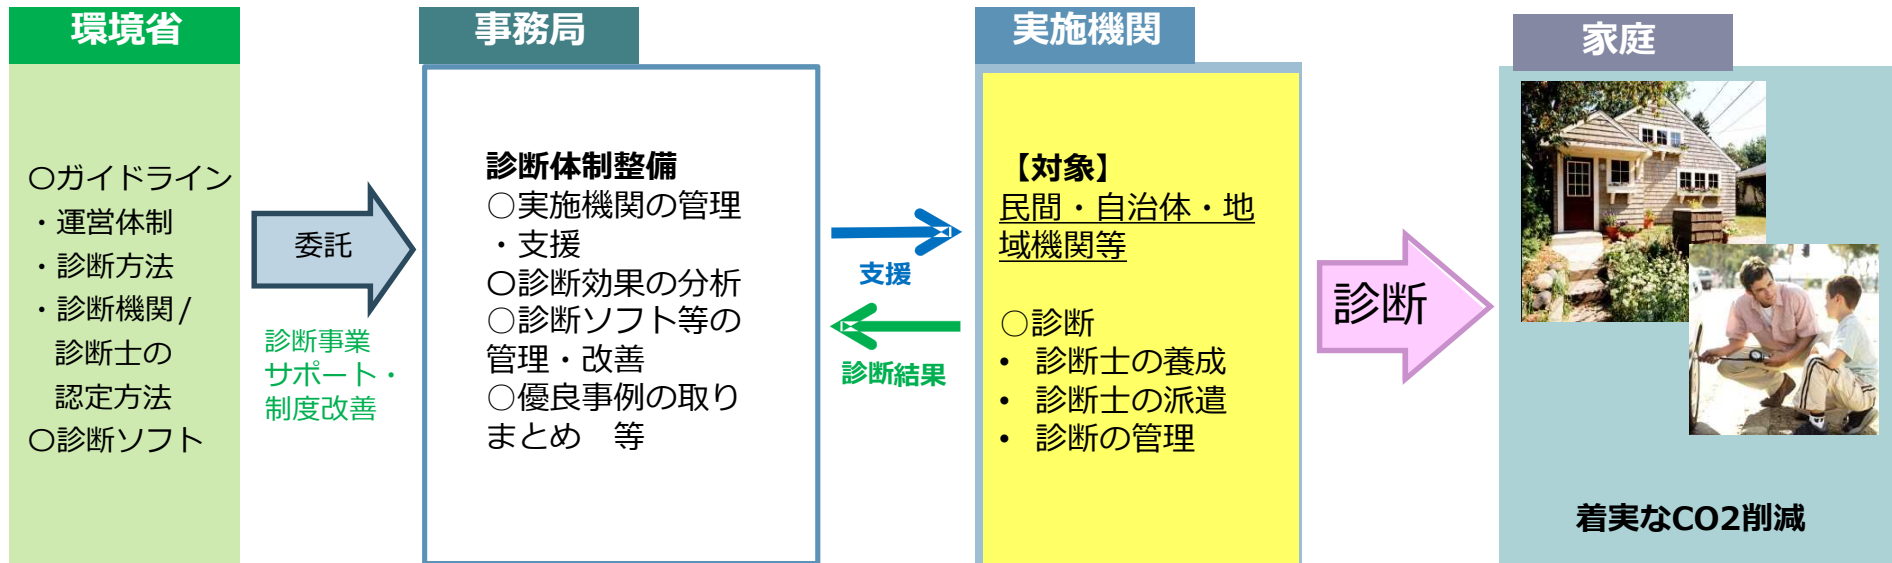 環境省
〇ガイドライン
・運営体制
・診断方法
・診断機関/
診断士の
認定方法
〇診断ソフト
委託
診断事業
サポート・
制度改善
事務局
診断体制整備
○実施機関の管理
・支援
〇診断効果の分析
○診断ソフト等の
管理・改善
○優良事例の取り
まとめ　等
支援
診断結果
実施機関
【対象】
民間・自治体・地
域機関等
○診断
• 診断士の養成
• 診断士の派遣
• 診断の管理
診断
家庭
着実なCO2削減